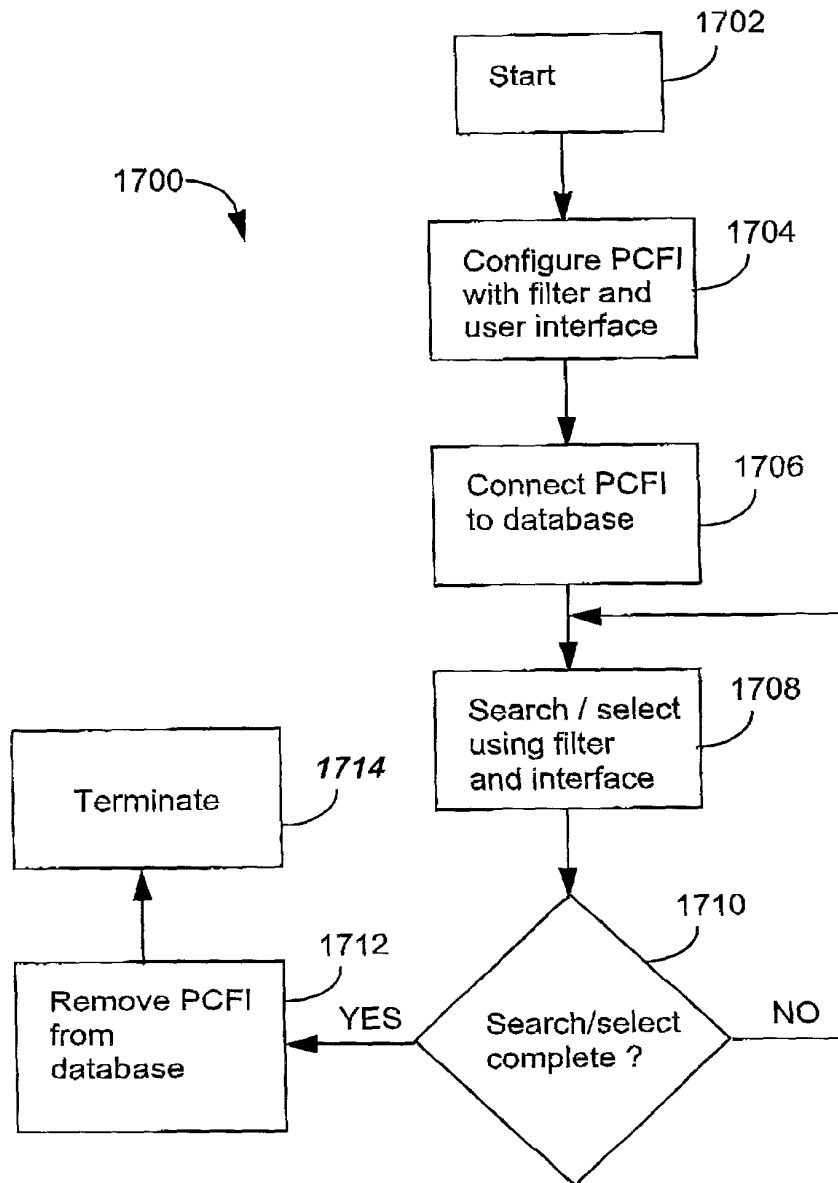 1702
Start
1700
1704
Configure PCFI
with filter and
user interface
1706
Connect PCFI
to database
1708
Search / select
using filter
and interface
1714
Terminate
1710
Search/select
complete ?
YES
NO
1712
Remove PCFI
from
database